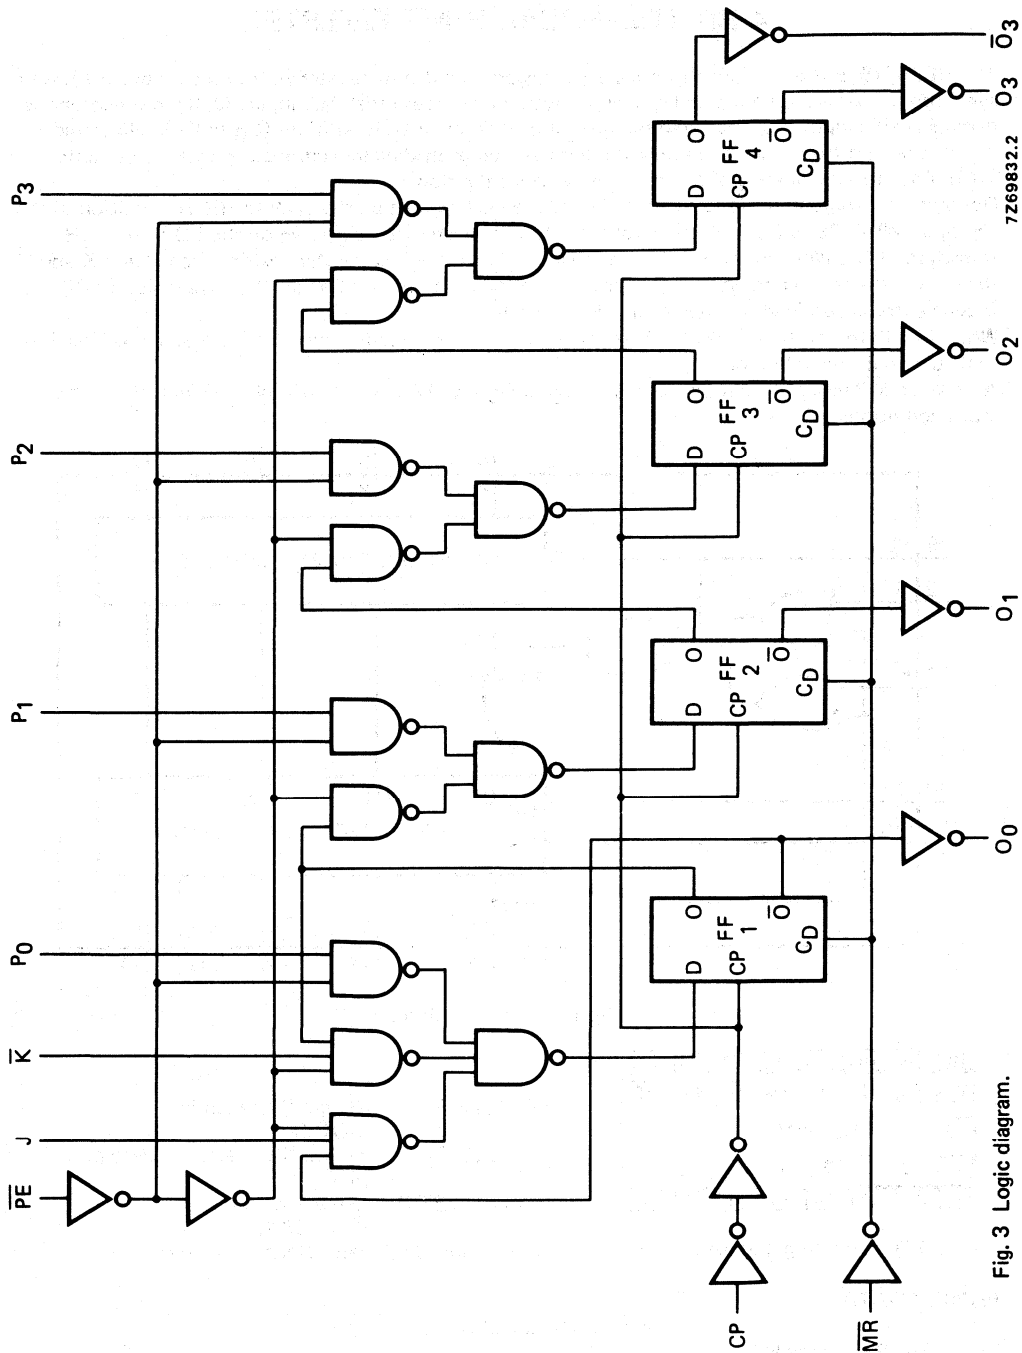 P̅E̅ J K̅ P0 P1 P2 P3
D CP FF 1 O O̅ CD
D CP FF 2 O O̅ CD
D CP FF 3 O O̅ CD
D CP FF 4 O O̅ CD
CP
M̅R̅
O0 O1 O2 O3 O̅3
7Z69832.2
Fig. 3 Logic diagram.